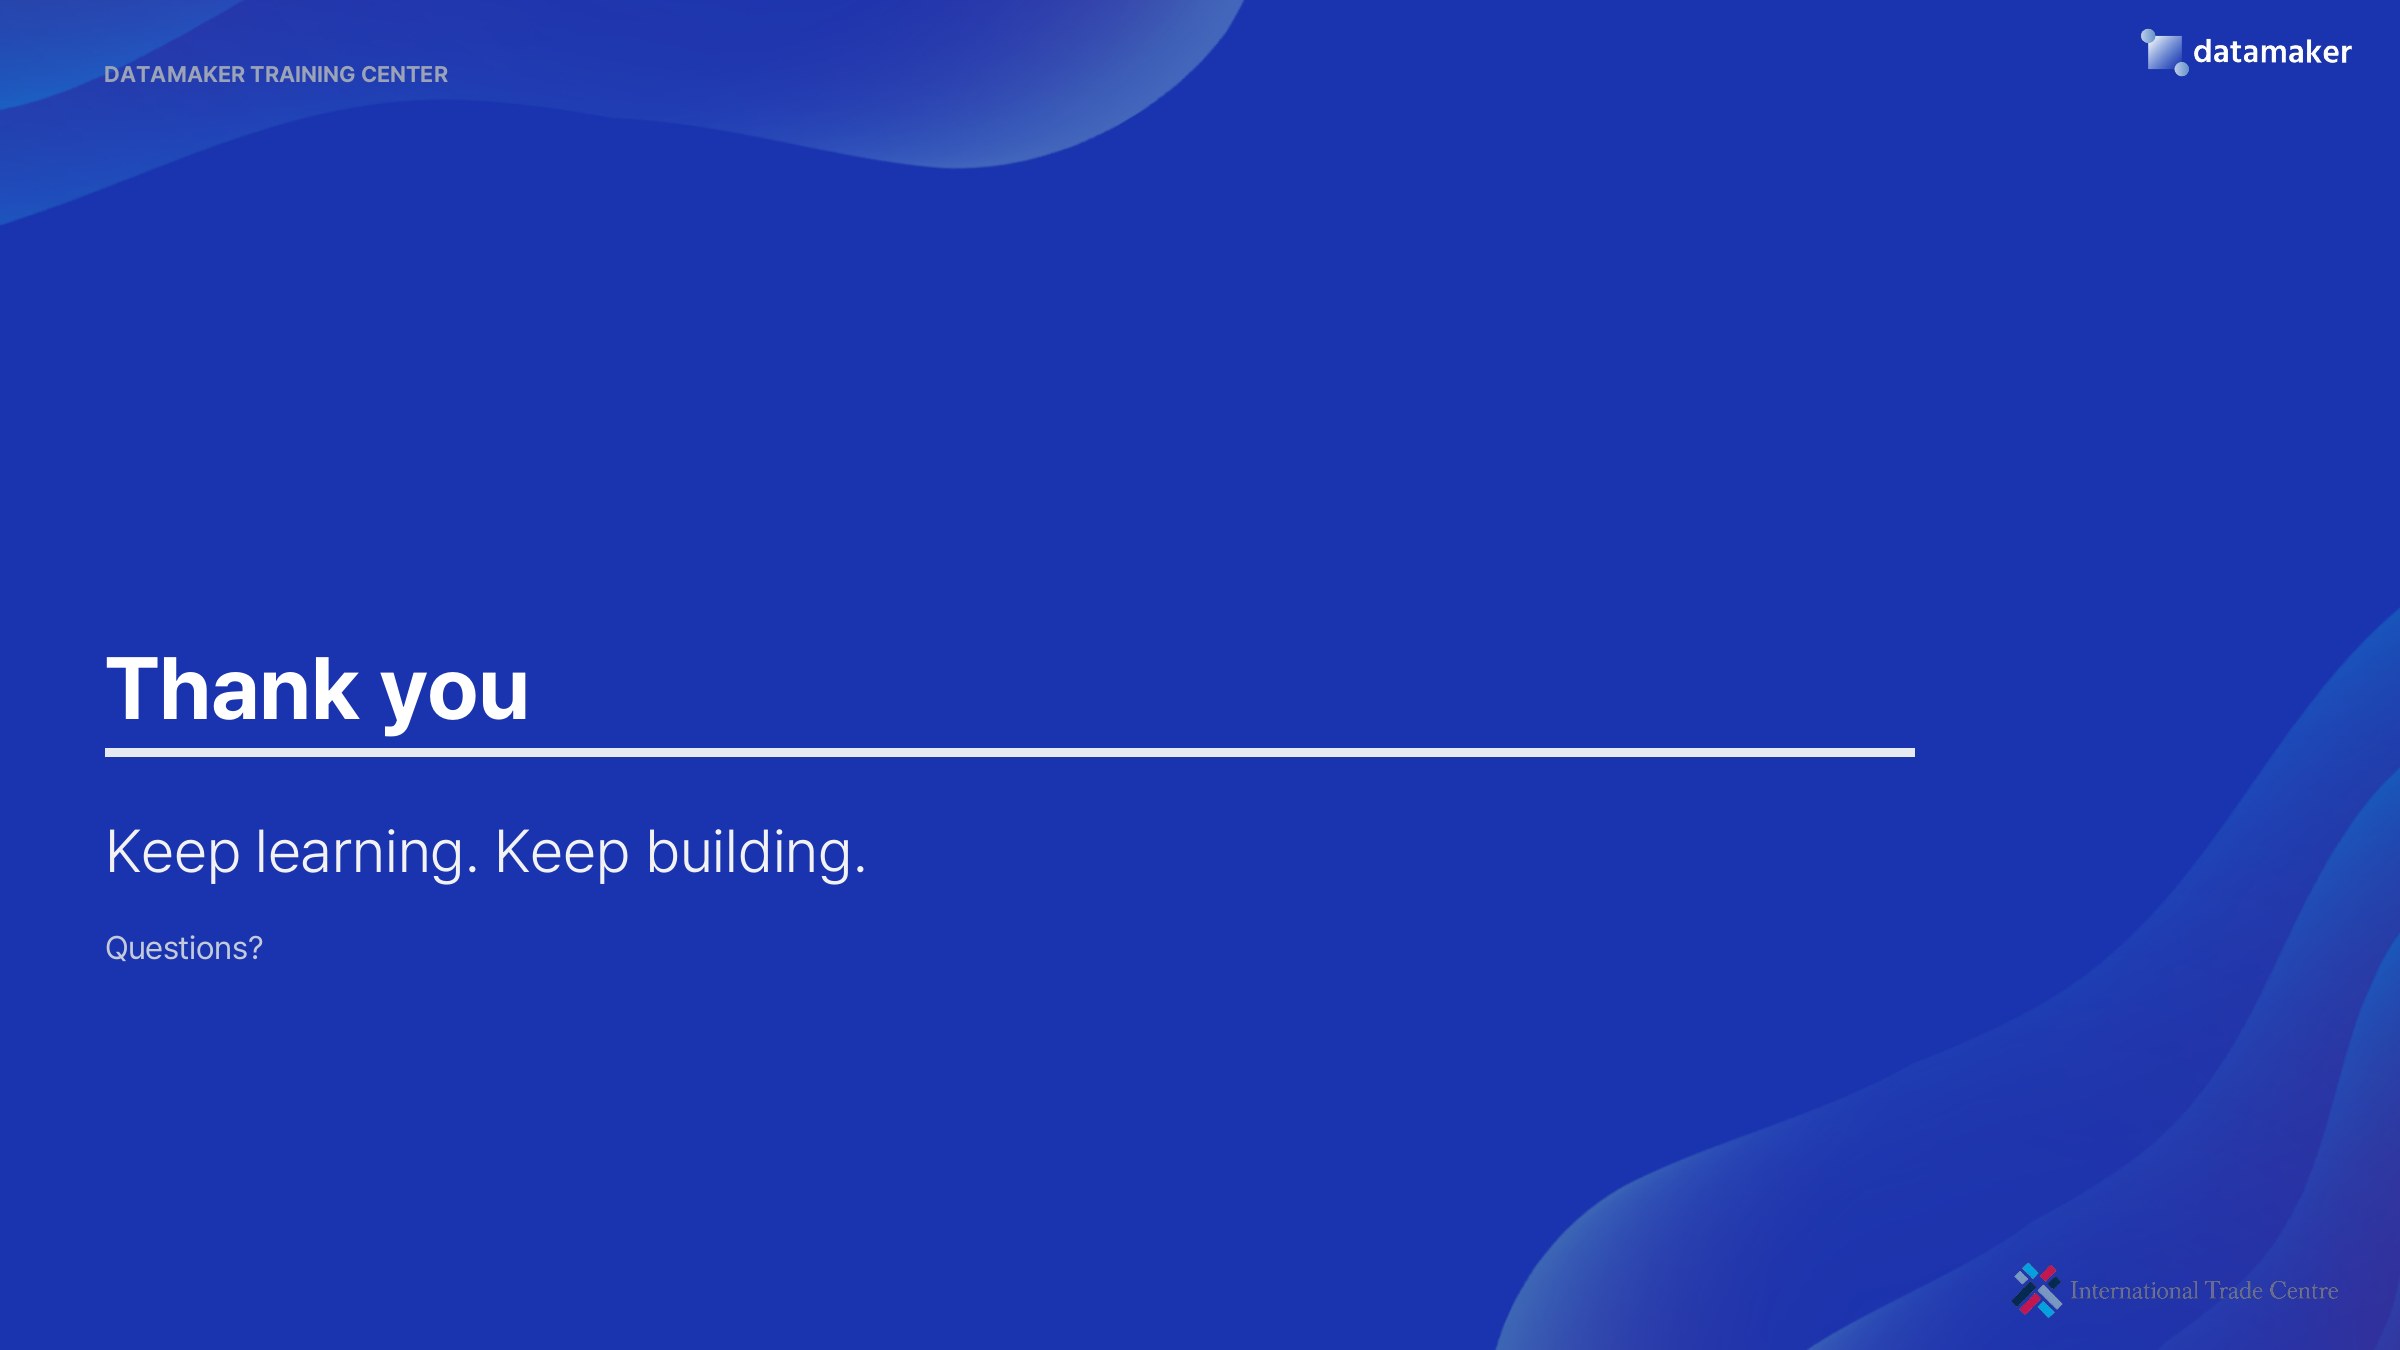 DATAMAKER TRAINING CENTER
datamaker
Thank you
Keep learning. Keep building.
Questions?
International Trade Centre